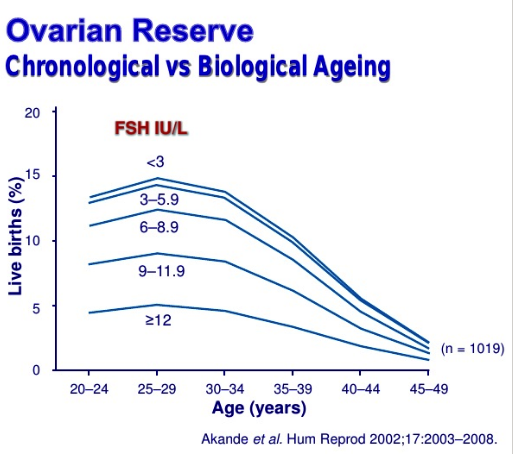 Ovarian Reserve
Chronological vs Biological Ageing
20
FSH IU/L
<3
15
3–5.9
6–8.9
10
9–11.9
5
≥12
0
Live births (%)
(n = 1019)
20–24 25–29 30–34 35–39 40–44 45–49
Age (years)
Akande et al. Hum Reprod 2002;17:2003–2008.